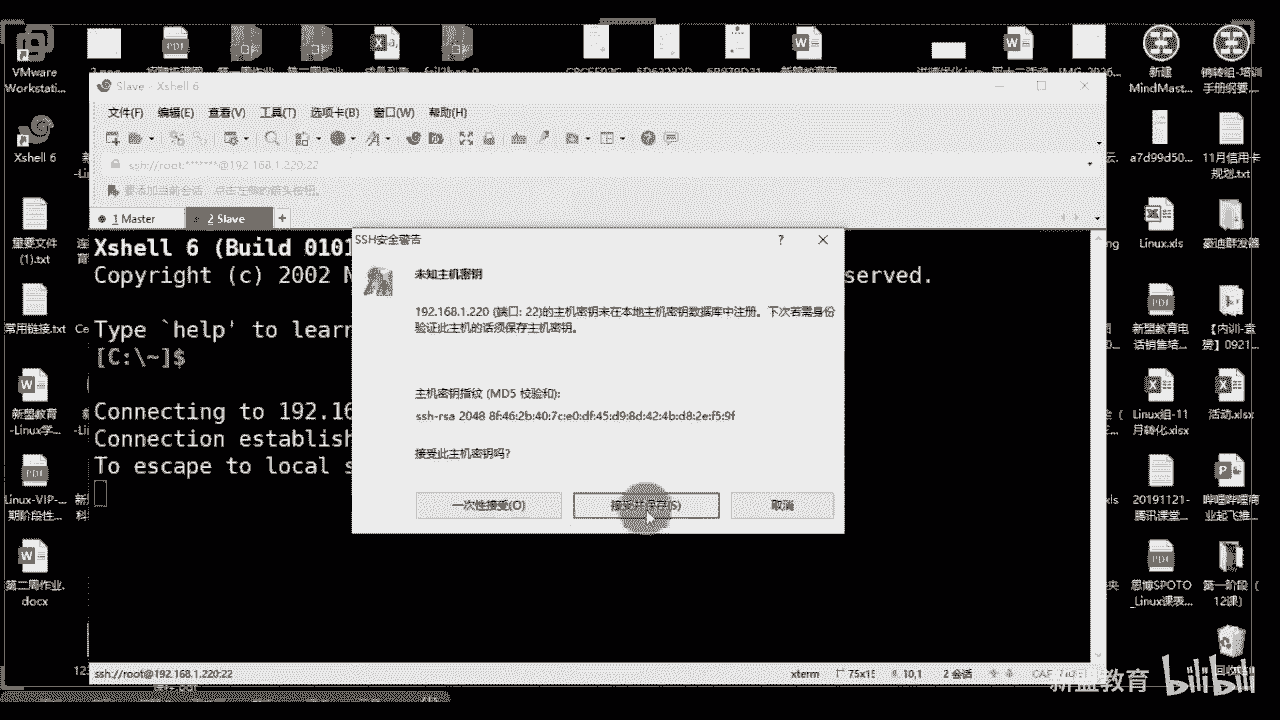 Slave - Xshell 6
文件(F) 编辑(E) 查看(V) 工具(T) 选项卡(B) 窗口(W) 帮助(H)
ssh://root:*******@192.168.1.220:22
要添加当前会话，点击左侧的箭头按钮。
1 Master
2 Slave
Xshell 6 (Build 0101
Copyright (c) 2002 N
served.
Type `help' to learn
[C:\~]$
Connecting to 192.16
Connection establish
To escape to local s
SSH安全警告
未知主机密钥
192.168.1.220 (端口: 22)的主机密钥未在本地主机密钥数据库中注册。下次若需身份
验证此主机的话须保存主机密钥。
主机密钥指纹 (MD5 校验和):
ssh-rsa 2048 8f:46:2b:40:7c:e0:df:45:d9:8d:42:4b:d8:2e:f5:9f
接受此主机密钥吗?
一次性接受(O)
接受并保存(S)
取消
ssh://root@192.168.1.220:22
xterm
75x15
10,1
2 会话
VMware
Workstati...
Xshell 6
重要文件
(1).txt
常用链接.txt
新盟教育
-Linux学...
Linux-VIP-...
期阶段性...
第二周作业.
docx
新建
MindMast...
销转组-培训
手册纲要...
a7d99d50...
11月信用卡
规划.txt
Linux.xls
豪迪群发器
新盟教育电
话销售培...
【内训-袁
景】0921...
Linux组-11
月转化.xlsx
活动.xlsx
20191121-
腾讯课堂...
哔哩哔哩商
业起飞推...
思博SPOTO
_Linux课表...
第一阶段（
12课)
新盟教育
bilibili